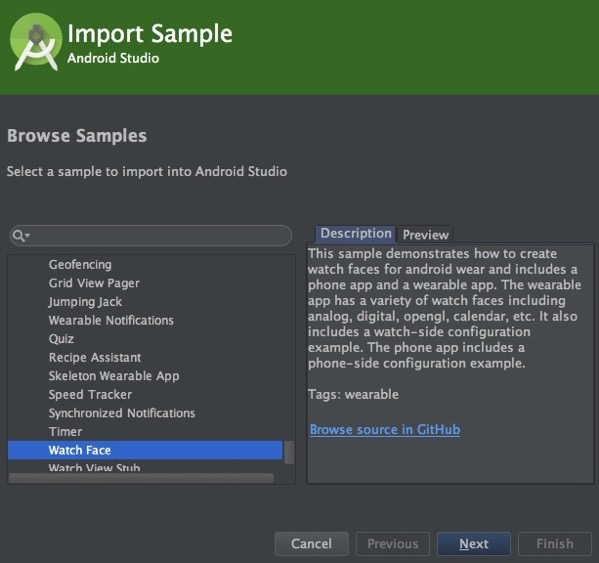 Import Sample
Android Studio
Browse Samples
Select a sample to import into Android Studio
Geofencing
Grid View Pager
Jumping Jack
Wearable Notifications
Quiz
Recipe Assistant
Skeleton Wearable App
Speed Tracker
Synchronized Notifications
Timer
Watch Face
Watch View Stub
Description
Preview
This sample demonstrates how to create
watch faces for android wear and includes a
phone app and a wearable app. The wearable
app has a variety of watch faces including
analog, digital, opengl, calendar, etc. It also
includes a watch-side configuration
example. The phone app includes a
phone-side configuration example.
Tags: wearable
Browse source in GitHub
Cancel
Previous
Next
Finish